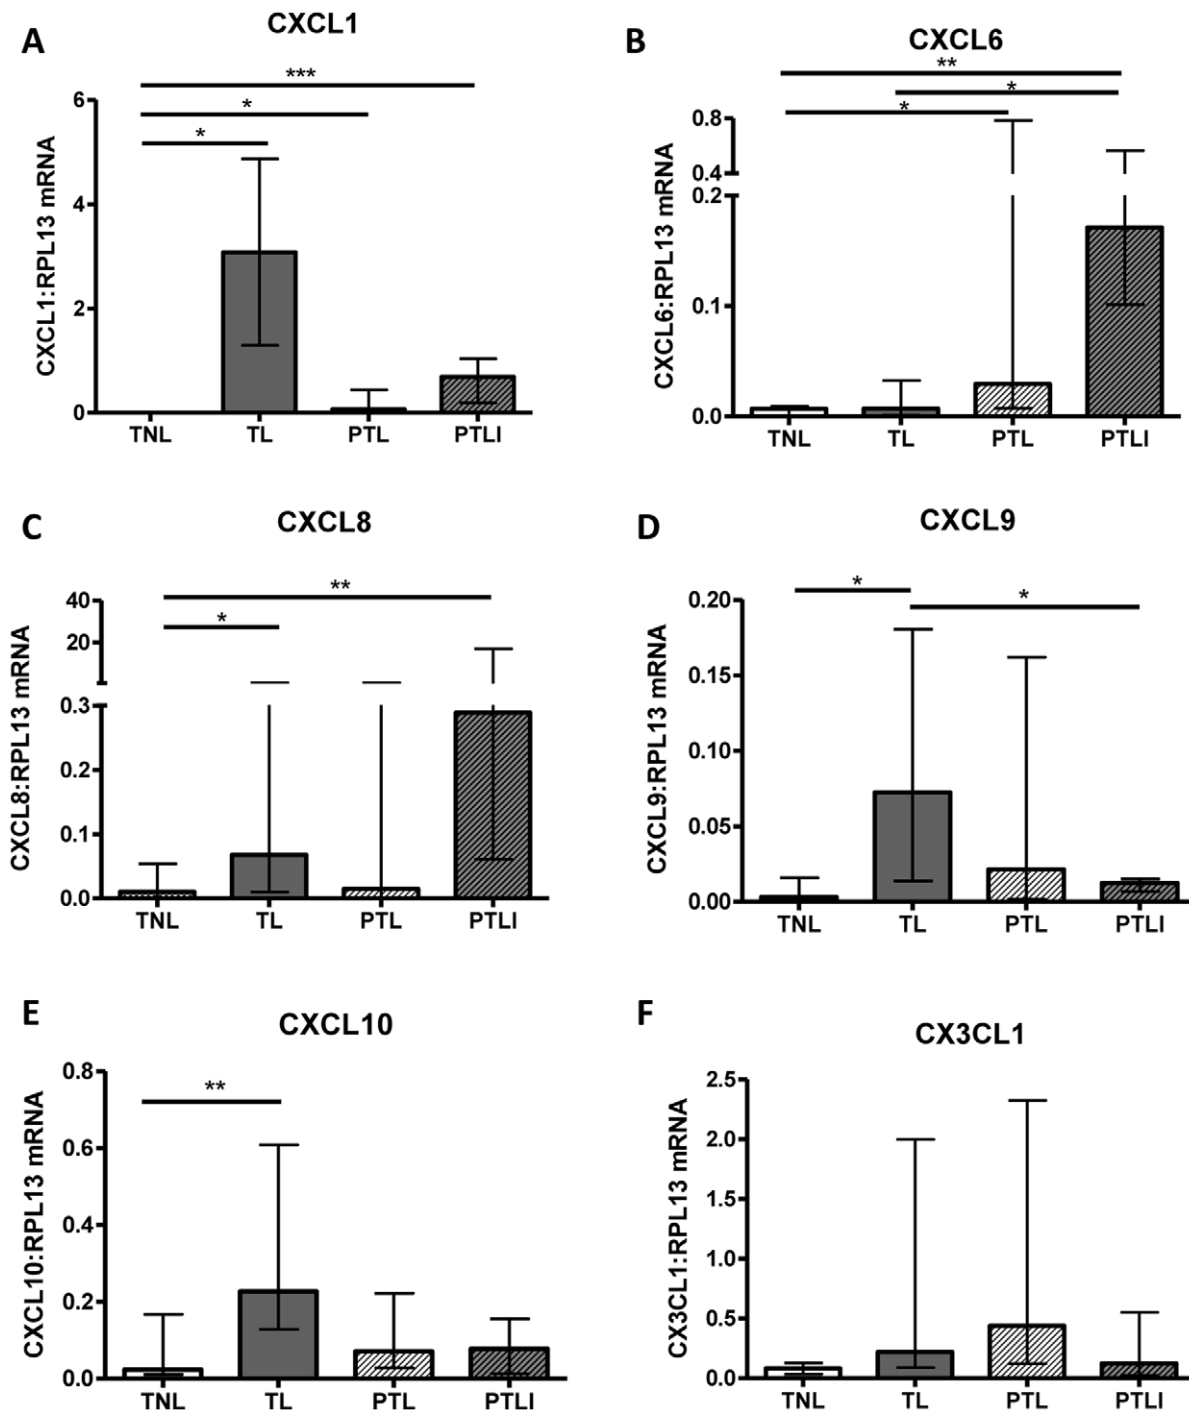 A
CXCL1
***
*
*
CXCL1:RPL13 mRNA
6
4
2
0
TNL TL PTL PTLI
B
CXCL6
**
*
*
CXCL6:RPL13 mRNA
0.8
0.4
0.2
0.1
0.0
TNL TL PTL PTLI
C
CXCL8
**
*
CXCL8:RPL13 mRNA
40
20
0.3
0.2
0.1
0.0
TNL TL PTL PTLI
D
CXCL9
*
*
CXCL9:RPL13 mRNA
0.20
0.15
0.10
0.05
0.00
TNL TL PTL PTLI
E
CXCL10
**
CXCL10:RPL13 mRNA
0.8
0.6
0.4
0.2
0.0
TNL TL PTL PTLI
F
CX3CL1
CX3CL1:RPL13 mRNA
2.5
2.0
1.5
1.0
0.5
0.0
TNL TL PTL PTLI